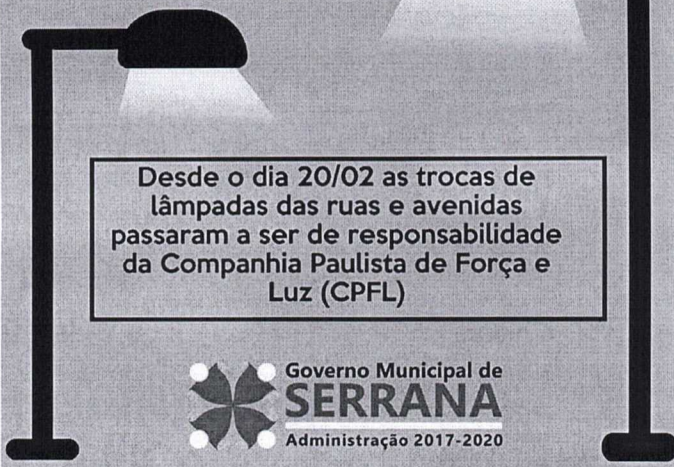 Desde o dia 20/02 as trocas de
lâmpadas das ruas e avenidas
passaram a ser de responsabilidade
da Companhia Paulista de Força e
Luz (CPFL)
Governo Municipal de
SERRANA
Administração 2017-2020